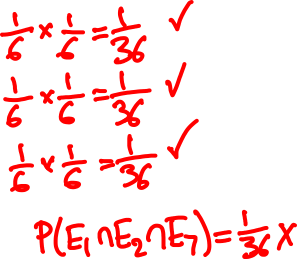 1/6 × 1/6 = 1/36 ✓
1/6 × 1/6 = 1/36 ✓
1/6 × 1/6 = 1/36 ✓
P(E₁∩E₂∩E₇)=1/36 X